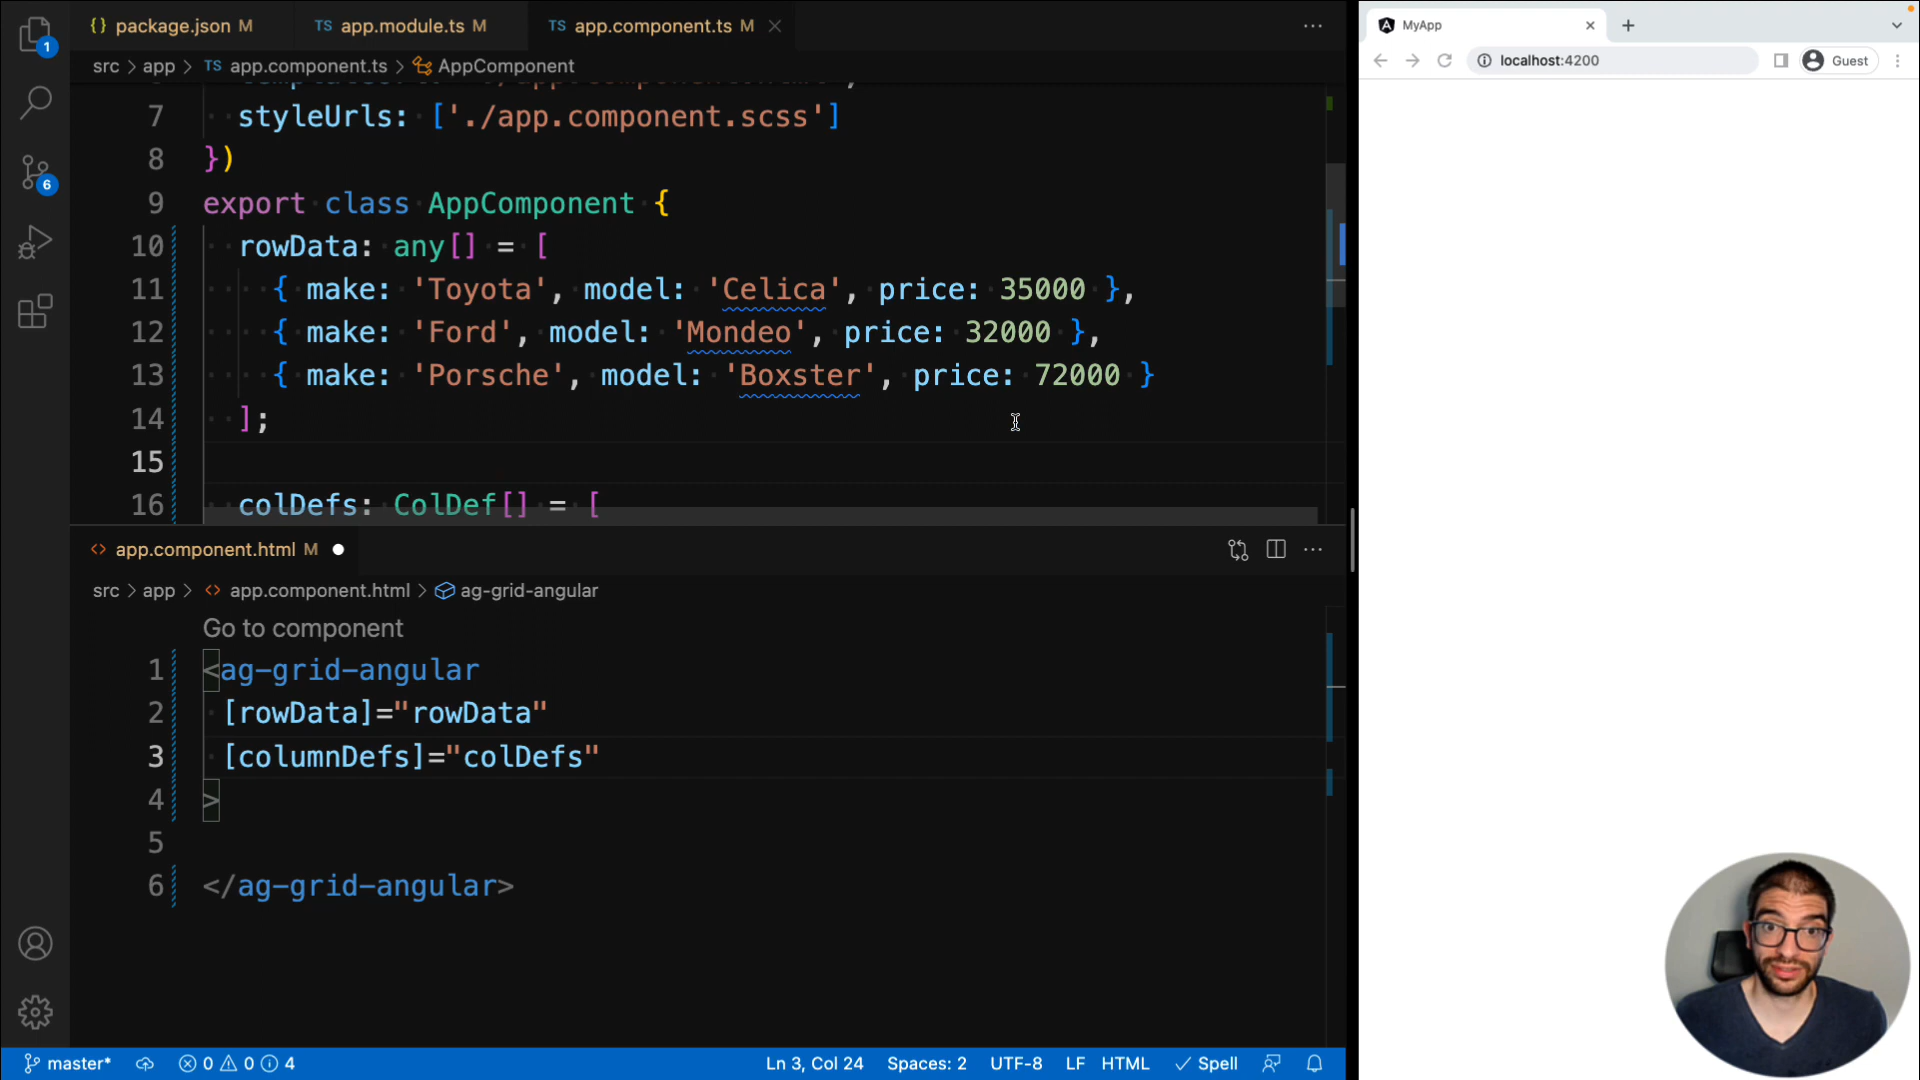 package.json M
TS app.module.ts M
TS app.component.ts M
src > app > TS app.component.ts > AppComponent
7 styleUrls: ['./app.component.scss']
8 })
9 export class AppComponent {
10 rowData: any[] = [
11 { make: 'Toyota', model: 'Celica', price: 35000 },
12 { make: 'Ford', model: 'Mondeo', price: 32000 },
13 { make: 'Porsche', model: 'Boxster', price: 72000 }
14 ];
15
16 colDefs: ColDef[] = [
app.component.html M
src > app > app.component.html > ag-grid-angular
Go to component
1 <ag-grid-angular
2 [rowData]="rowData"
3 [columnDefs]="colDefs"
4 >
5
6 </ag-grid-angular>
1
6
master* 0 0 4 Ln 3, Col 24 Spaces: 2 UTF-8 LF HTML Spell
MyApp
localhost:4200
Guest